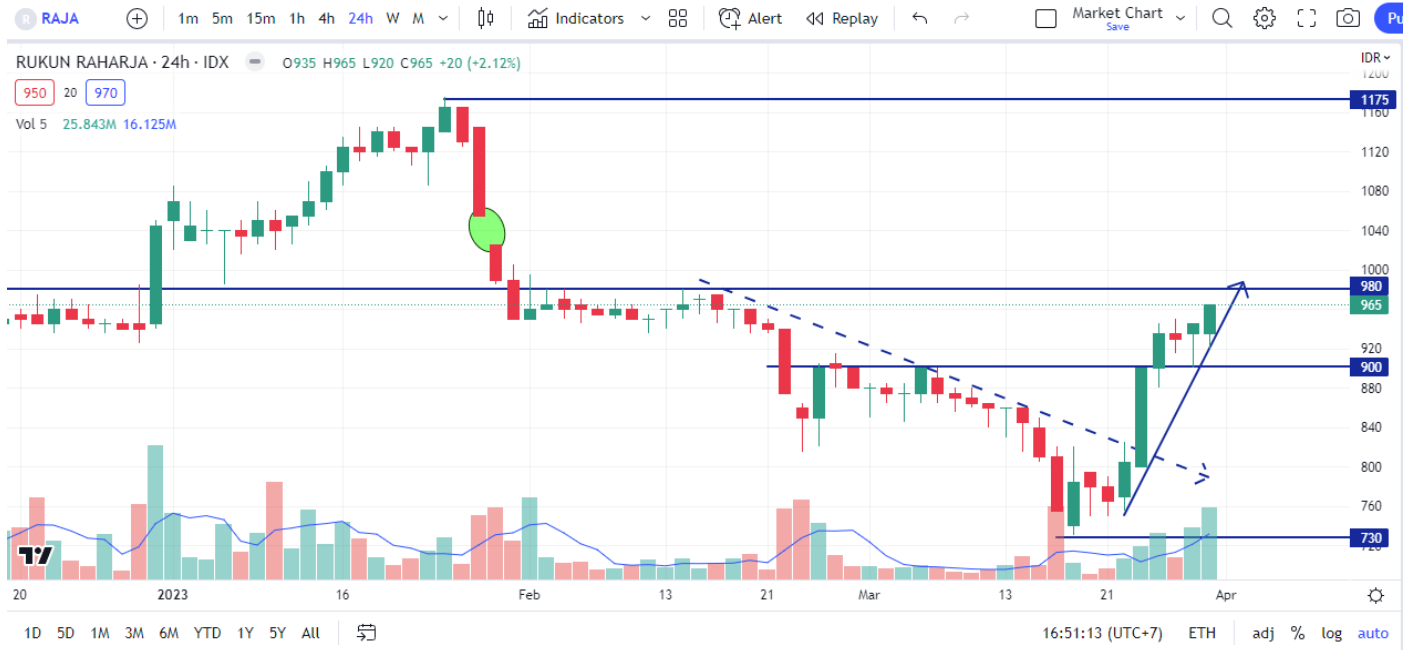 R RAJA 1m 5m 15m 1h 4h 24h W M Indicators Alert Replay Market Chart Save Pu
RUKUN RAHARJA · 24h · IDX O935 H965 L920 C965 +20 (+2.12%) IDR
950 20 970
Vol 5 25.843M 16.125M
1200
1175
1160
1120
1080
1040
1000
980
965
920
900
880
840
800
760
730
720
20 2023 16 Feb 13 21 Mar 13 21 Apr
1D 5D 1M 3M 6M YTD 1Y 5Y All 16:51:13 (UTC+7) ETH adj % log auto